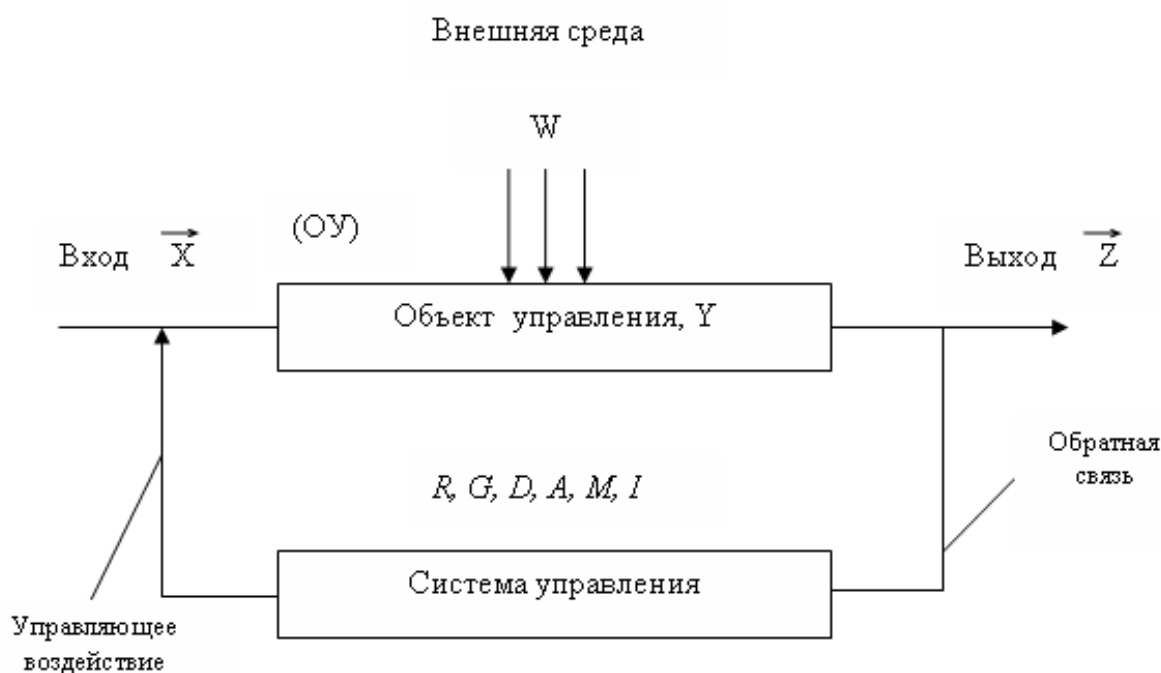 Внешняя среда
W
(ОУ)
Вход X
Выход Z
Объект управления, Y
Обратная
связь
R, G, D, A, M, I
Система управления
Управляющее
воздействие